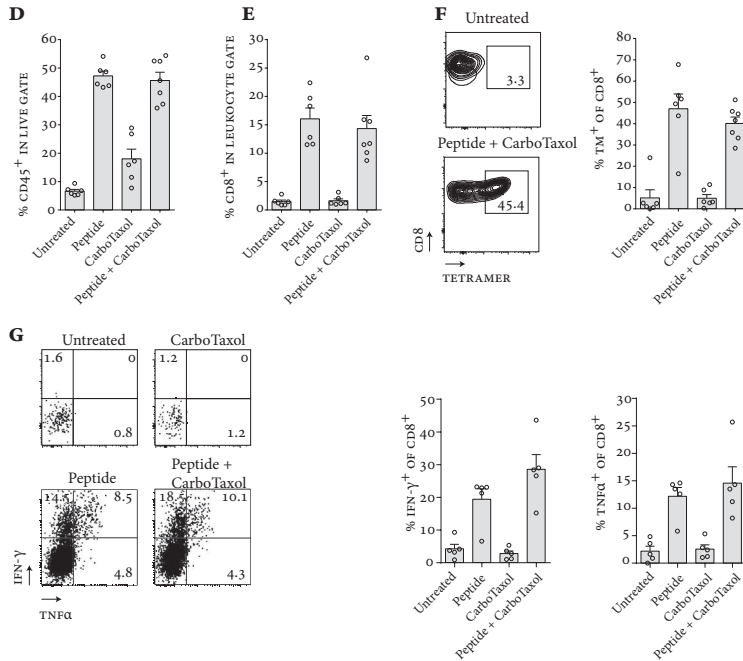 D
% CD45+ IN LIVE GATE
60
50
40
30
20
10
0
Untreated
Peptide
CarboTaxol
Peptide + CarboTaxol
E
% CD8+ IN LEUKOCYTE GATE
30
25
20
15
10
5
0
Untreated
Peptide
CarboTaxol
Peptide + CarboTaxol
F
Untreated
3·3
Peptide + CarboTaxol
45·4
CD8
TETRAMER
% TM+ OF CD8+
80
70
60
50
40
30
20
10
0
Untreated
Peptide
CarboTaxol
Peptide + CarboTaxol
G
Untreated
1.6
0
0.8
CarboTaxol
1.2
0
1.2
Peptide
14.5
8.5
4.8
Peptide +
CarboTaxol
18
10.1
4.3
IFN-γ
TNFα
% IFN-γ+ OF CD8+
50
40
30
20
10
0
Untreated
Peptide
CarboTaxol
Peptide + CarboTaxol
% TNFα+ OF CD8+
30
25
20
15
10
5
0
Untreated
Peptide
CarboTaxol
Peptide + CarboTaxol